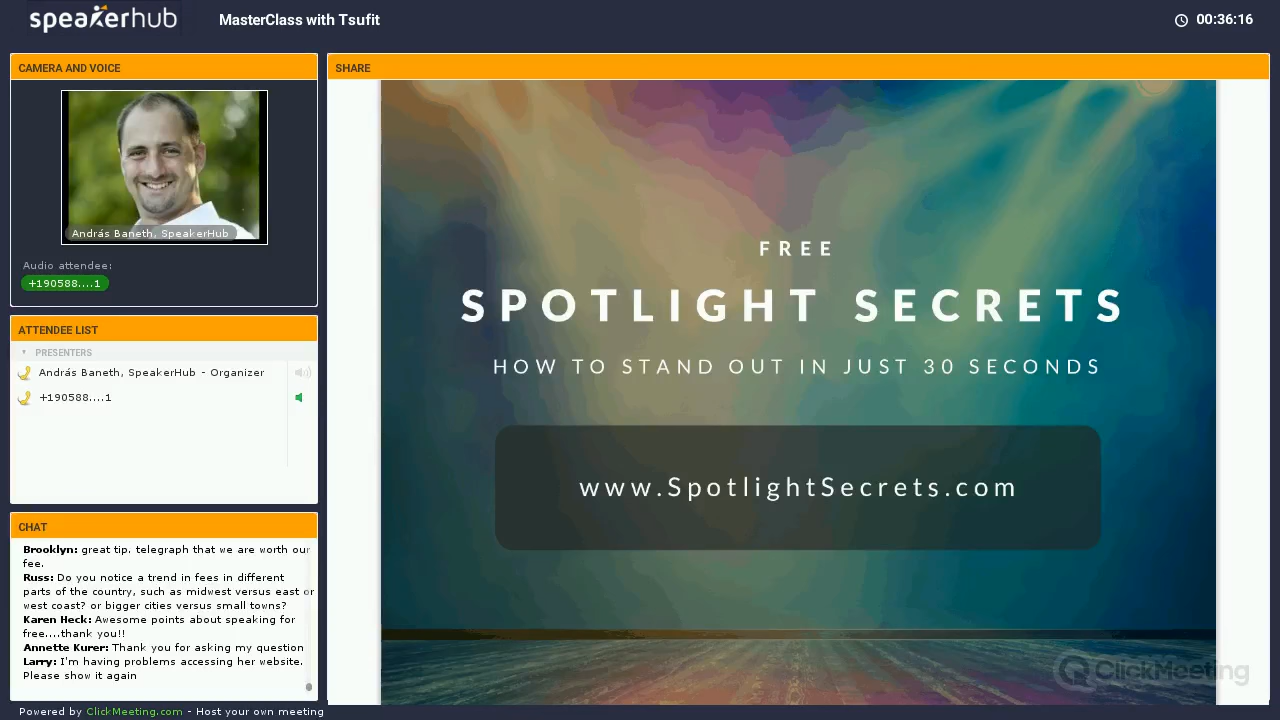 speakerhub
MasterClass with Tsufit
00:36:16
CAMERA AND VOICE
András Baneth, SpeakerHub
Audio attendee:
+190588....1
ATTENDEE LIST
PRESENTERS
András Baneth, SpeakerHub - Organizer
+190588....1
CHAT
Brooklyn: great tip. telegraph that we are worth our
fee.
Russ: Do you notice a trend in fees in different
parts of the country, such as midwest versus east or
west coast? or bigger cities versus small towns?
Karen Heck: Awesome points about speaking for
free....thank you!!
Annette Kurer: Thank you for asking my question
Larry: I'm having problems accessing her website.
Please show it again
Powered by ClickMeeting.com - Host your own meeting
SHARE
FREE
SPOTLIGHT SECRETS
HOW TO STAND OUT IN JUST 30 SECONDS
www.SpotlightSecrets.com
ClickMeeting